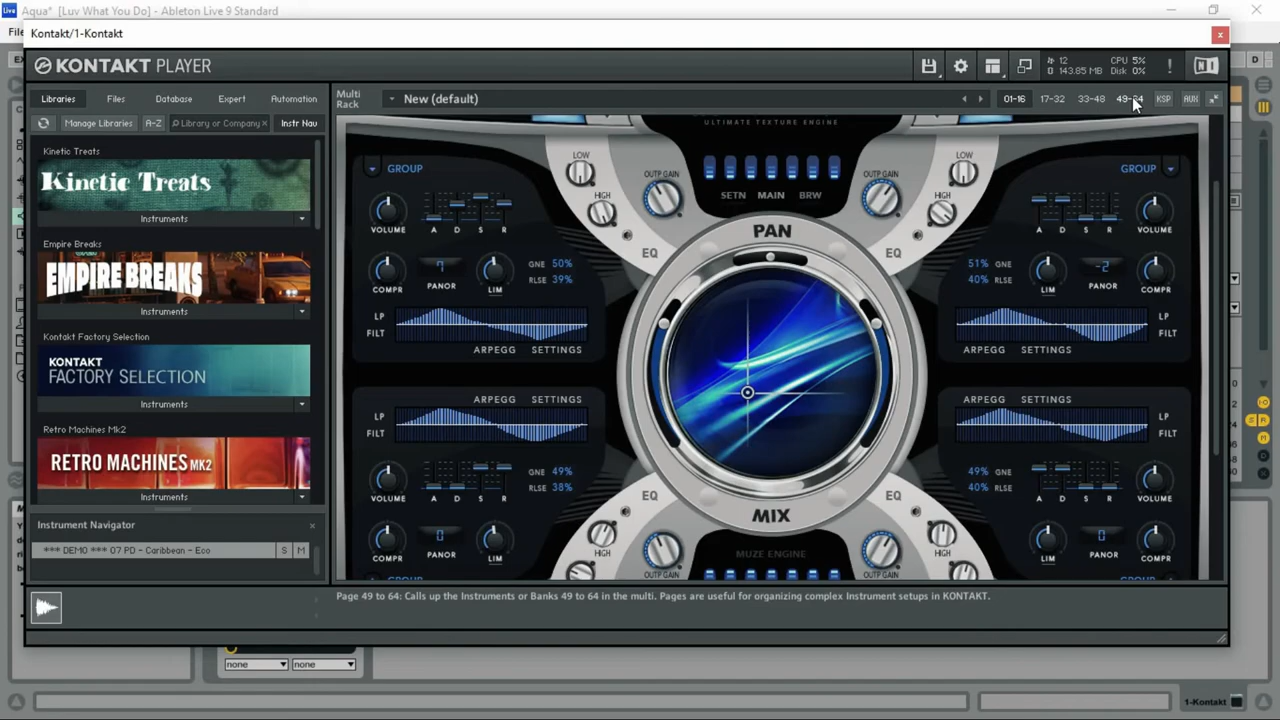 Aqua* [Luv What You Do] - Ableton Live 9 Standard
Kontakt/1-Kontakt
KONTAKT PLAYER
12
143.85 MB
CPU 5%
Disk 0%
Libraries Files Database Expert Automation
Multi Rack
New (default)
01-16 17-32 33-48 KSP AUX
Manage Libraries A-Z Library or Company Instr Nav
Kinetic Treats
Kinetic Treats
Instruments
Empire Breaks
EMPIRE BREAKS
Instruments
Kontakt Factory Selection
KONTAKT
FACTORY SELECTION
Instruments
Retro Machines Mk2
RETRO MACHINES MK2
Instruments
Instrument Navigator
*** DEMO *** 07 PD - Caribbean - Eco S M
ULTIMATE TEXTURE ENGINE
LOW OUTP GAIN OUTP GAIN LOW
GROUP HIGH SETN MAIN BRW HIGH GROUP
VOLUME A D S R EQ PAN EQ A D S R VOLUME
7 GNE 50% 51% GNE -2
COMPR PANOR LIM RLSE 39% 40% RLSE LIM PANOR COMPR
LP LP
FILT FILT
ARPEGG SETTINGS ARPEGG SETTINGS
ARPEGG SETTINGS ARPEGG SETTINGS
LP LP
FILT FILT
GNE 49% 49% GNE
VOLUME A D S R RLSE 38% 40% RLSE A D S R VOLUME
EQ MIX EQ
0 HIGH HIGH 0
COMPR PANOR LIM OUTP GAIN MUZE ENGINE OUTP GAIN LIM PANOR COMPR
GROUP GROUP
Page 49 to 64: Calls up the Instruments or Banks 49 to 64 in the multi. Pages are useful for organizing complex Instrument setups in KONTAKT.
none none
1-Kontakt